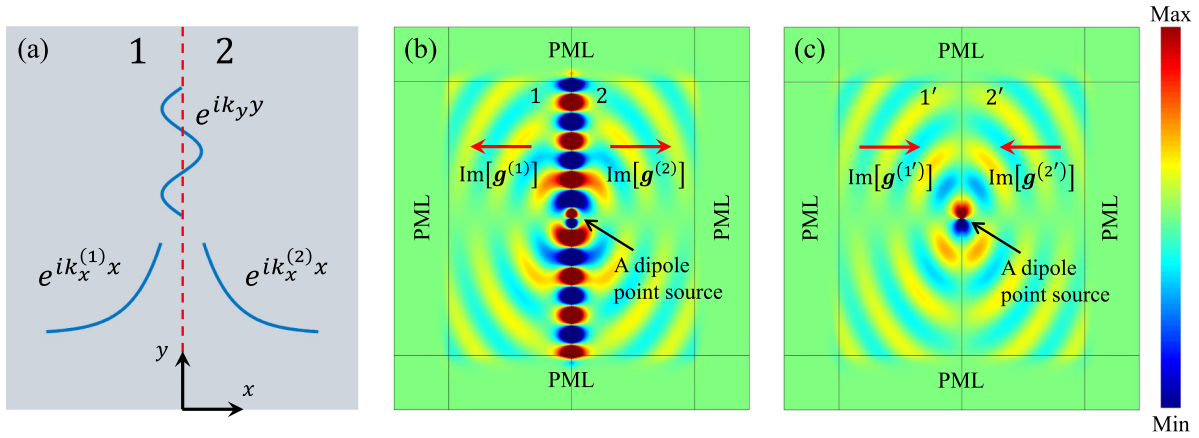 (a)
1 2
e^{ik_y y}
e^{ik_x^{(1)} x}
e^{ik_x^{(2)} x}
y
x
(b)
PML
1 2
Im[g^{(1)}]
Im[g^{(2)}]
PML
PML
A dipole
point source
PML
(c)
PML
1′ 2′
Im[g^{(1′)}]
Im[g^{(2′)}]
PML
PML
A dipole
point source
PML
Max
Min